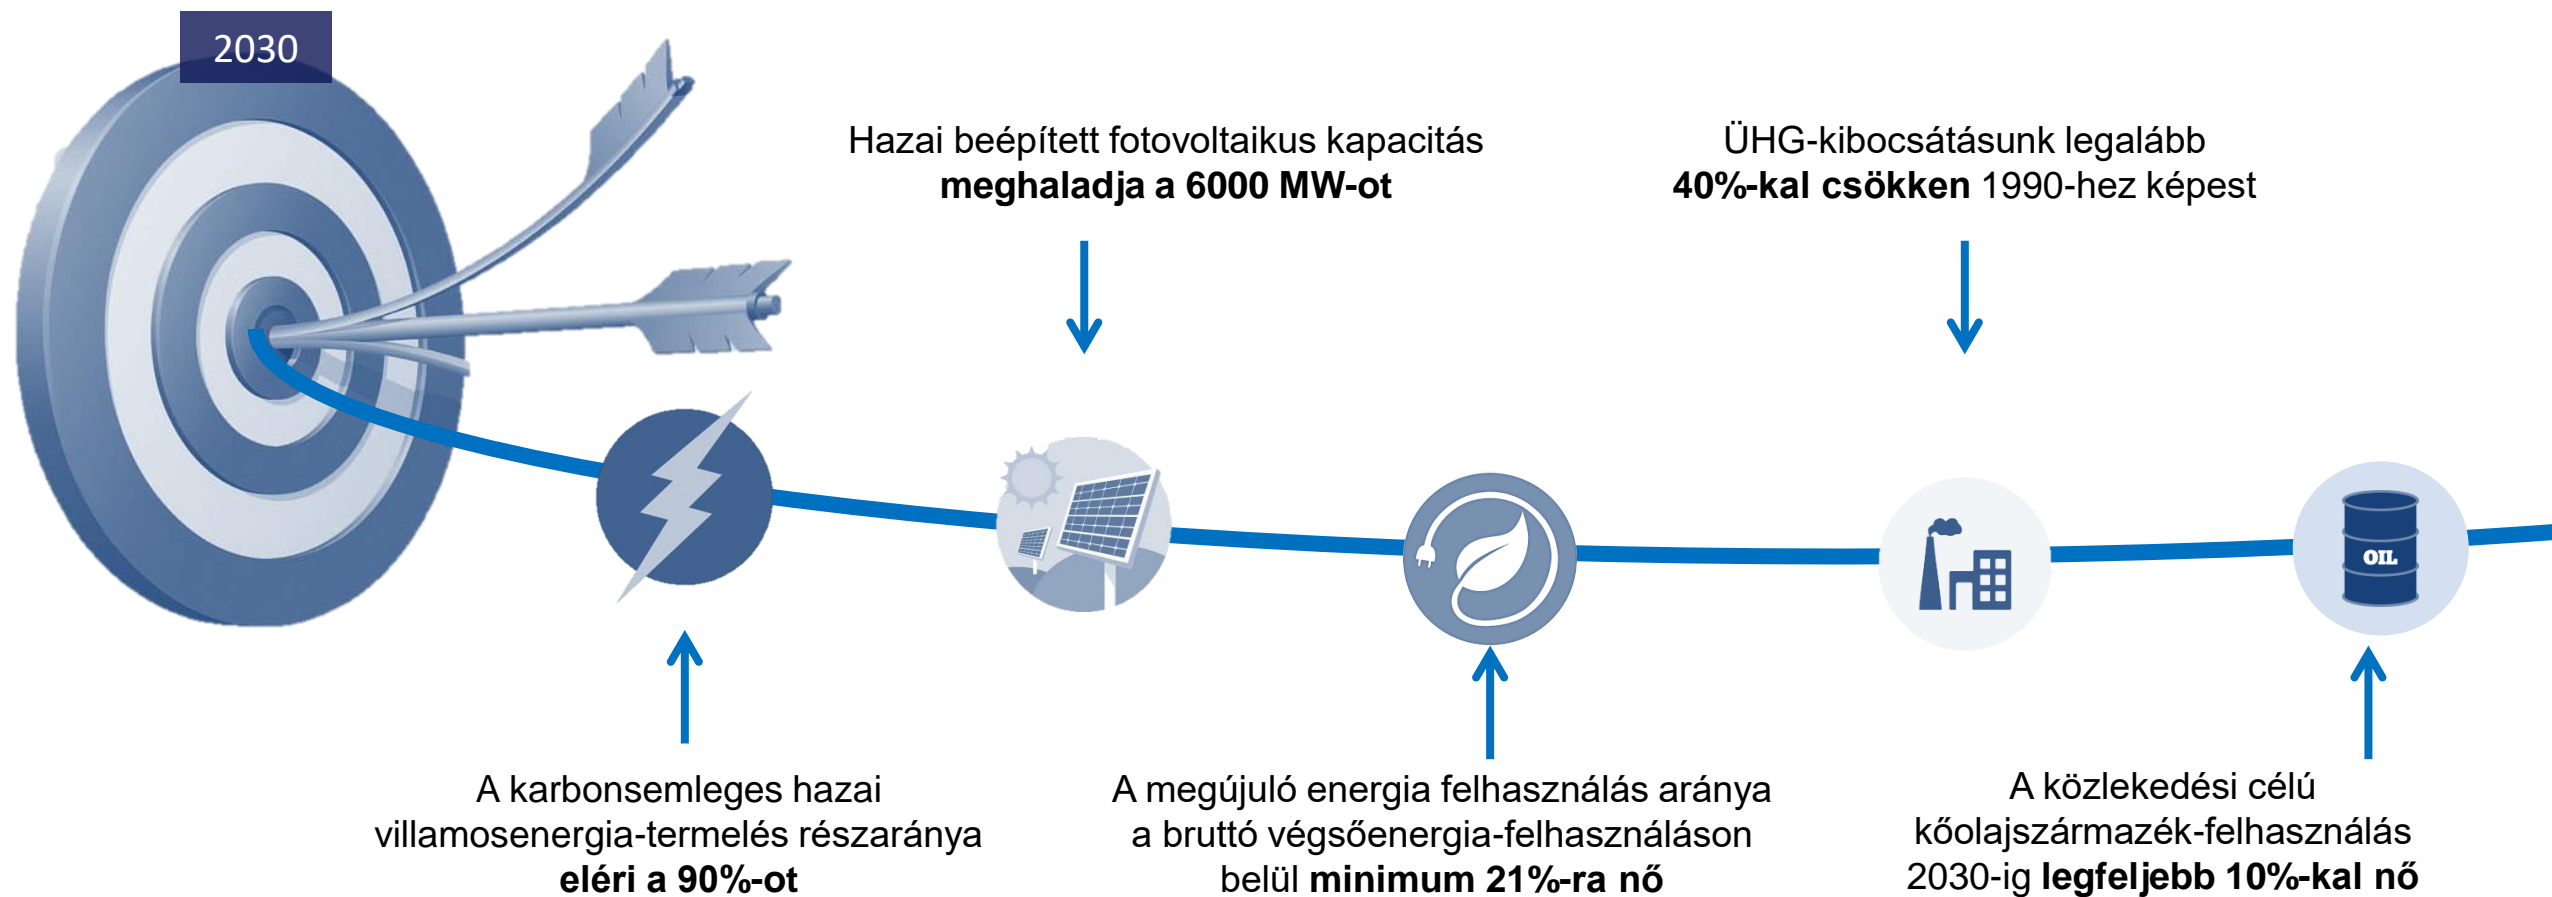 2030
Hazai beépített fotovoltaikus kapacitás
meghaladja a 6000 MW-ot
ÜHG-kibocsátásunk legalább
40%-kal csökken 1990-hez képest
OIL
A karbonsemleges hazai
villamosenergia-termelés részaránya
eléri a 90%-ot
A megújuló energia felhasználás aránya
a bruttó végsőenergia-felhasználáson
belül minimum 21%-ra nő
A közlekedési célú
kőolajszármazék-felhasználás
2030-ig legfeljebb 10%-kal nő